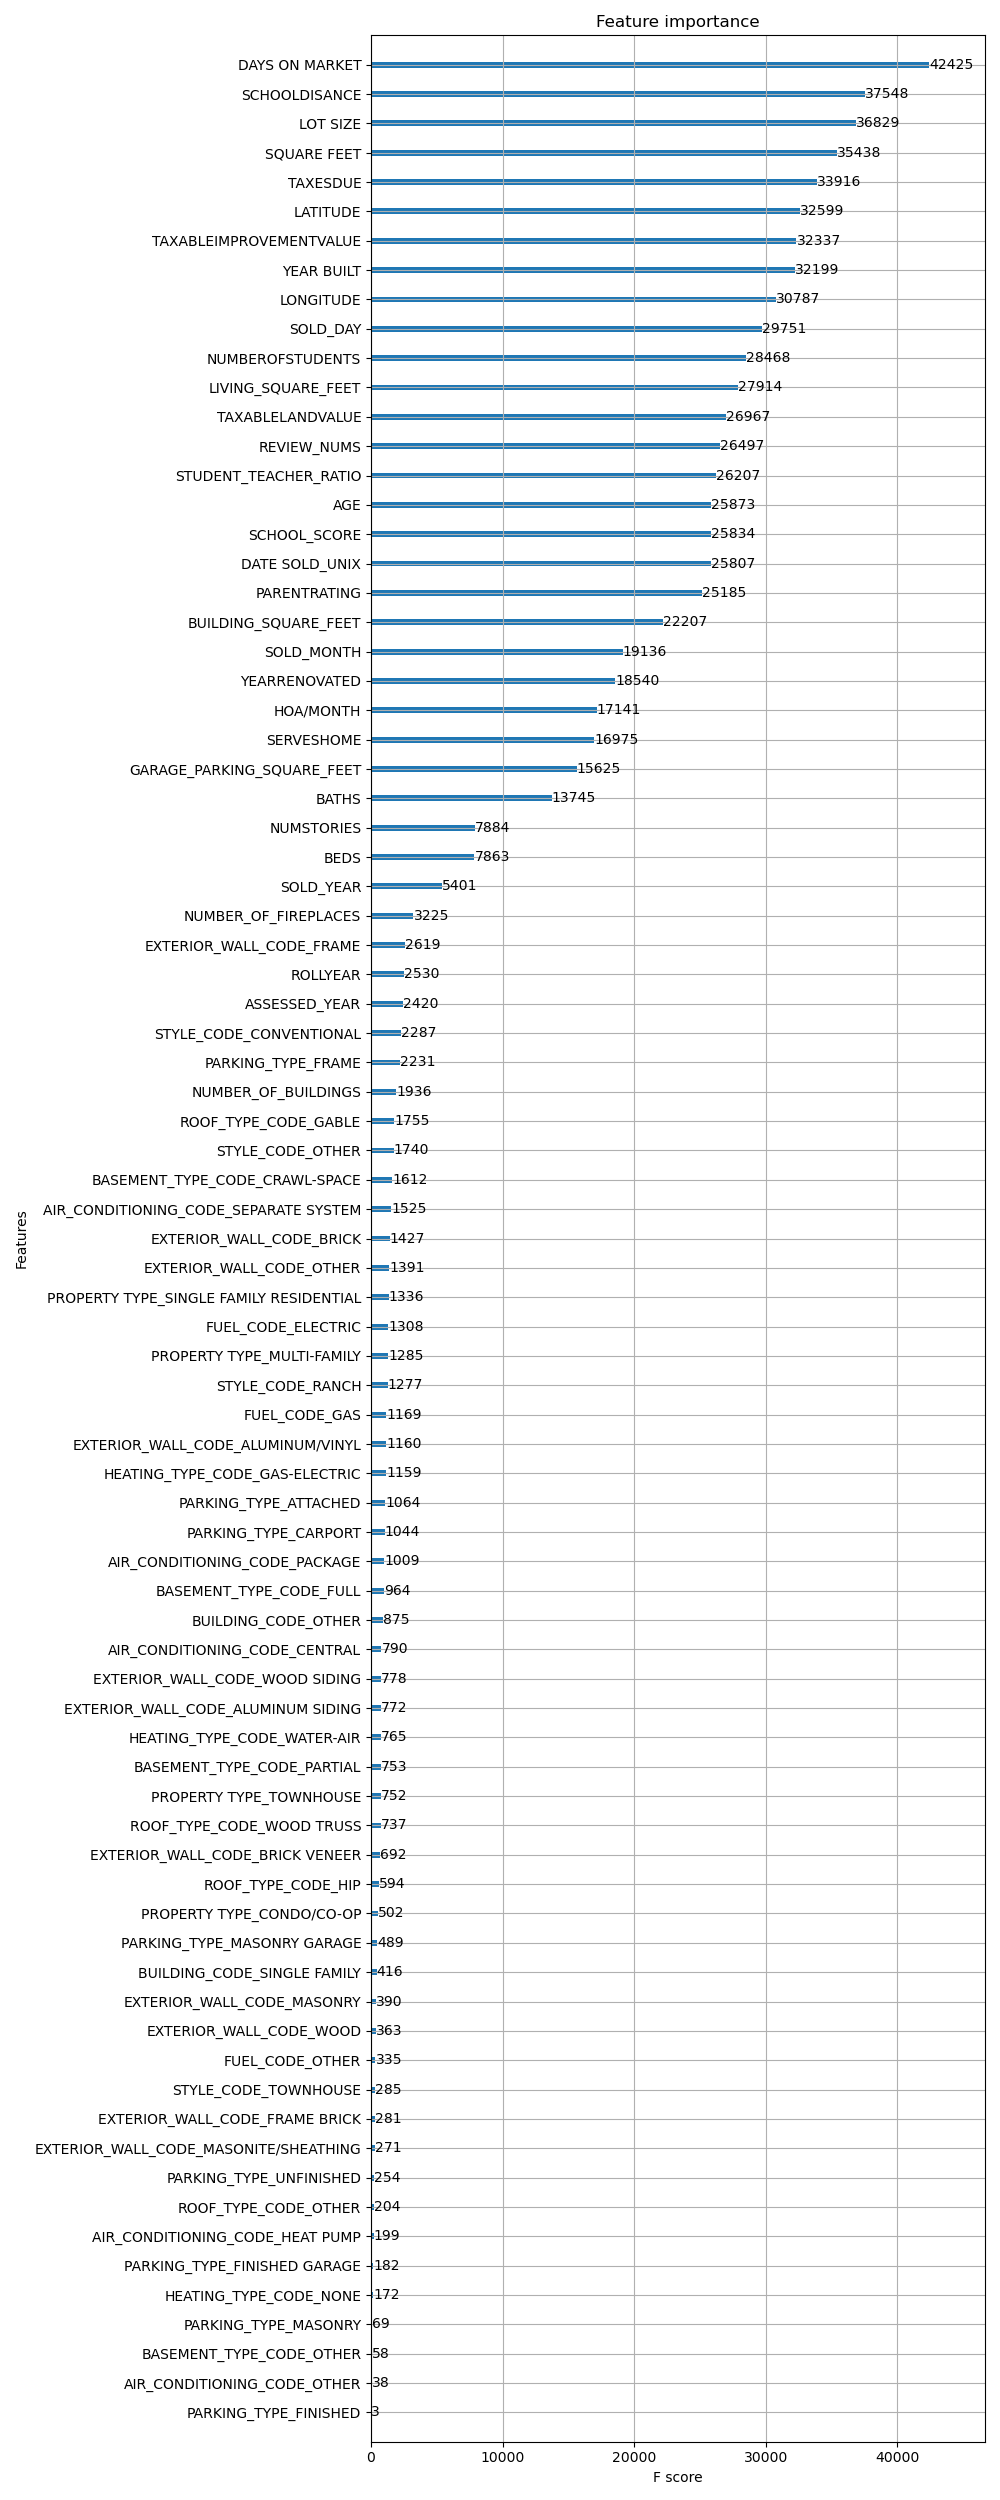 Feature importance
DAYS ON MARKET 42425
SCHOOLDISANCE 37548
LOT SIZE 36829
SQUARE FEET 35438
TAXESDUE 33916
LATITUDE 32599
TAXABLEIMPROVEMENTVALUE 32337
YEAR BUILT 32199
LONGITUDE 30787
SOLD_DAY 29751
NUMBEROFSTUDENTS 28468
LIVING_SQUARE_FEET 27914
TAXABLELANDVALUE 26967
REVIEW_NUMS 26497
STUDENT_TEACHER_RATIO 26207
AGE 25873
SCHOOL_SCORE 25834
DATE SOLD_UNIX 25807
PARENTRATING 25185
BUILDING_SQUARE_FEET 22207
SOLD_MONTH 19136
YEARRENOVATED 18540
HOA/MONTH 17141
SERVESHOME 16975
GARAGE_PARKING_SQUARE_FEET 15625
BATHS 13745
NUMSTORIES 7884
BEDS 7863
SOLD_YEAR 5401
NUMBER_OF_FIREPLACES 3225
EXTERIOR_WALL_CODE_FRAME 2619
ROLLYEAR 2530
ASSESSED_YEAR 2420
STYLE_CODE_CONVENTIONAL 2287
PARKING_TYPE_FRAME 2231
NUMBER_OF_BUILDINGS 1936
ROOF_TYPE_CODE_GABLE 1755
STYLE_CODE_OTHER 1740
BASEMENT_TYPE_CODE_CRAWL-SPACE 1612
AIR_CONDITIONING_CODE_SEPARATE SYSTEM 1525
EXTERIOR_WALL_CODE_BRICK 1427
EXTERIOR_WALL_CODE_OTHER 1391
PROPERTY TYPE_SINGLE FAMILY RESIDENTIAL 1336
FUEL_CODE_ELECTRIC 1308
PROPERTY TYPE_MULTI-FAMILY 1285
STYLE_CODE_RANCH 1277
FUEL_CODE_GAS 1169
EXTERIOR_WALL_CODE_ALUMINUM/VINYL 1160
HEATING_TYPE_CODE_GAS-ELECTRIC 1159
PARKING_TYPE_ATTACHED 1064
PARKING_TYPE_CARPORT 1044
AIR_CONDITIONING_CODE_PACKAGE 1009
BASEMENT_TYPE_CODE_FULL 964
BUILDING_CODE_OTHER 875
AIR_CONDITIONING_CODE_CENTRAL 790
EXTERIOR_WALL_CODE_WOOD SIDING 778
EXTERIOR_WALL_CODE_ALUMINUM SIDING 772
HEATING_TYPE_CODE_WATER-AIR 765
BASEMENT_TYPE_CODE_PARTIAL 753
PROPERTY TYPE_TOWNHOUSE 752
ROOF_TYPE_CODE_WOOD TRUSS 737
EXTERIOR_WALL_CODE_BRICK VENEER 692
ROOF_TYPE_CODE_HIP 594
PROPERTY TYPE_CONDO/CO-OP 502
PARKING_TYPE_MASONRY GARAGE 489
BUILDING_CODE_SINGLE FAMILY 416
EXTERIOR_WALL_CODE_MASONRY 390
EXTERIOR_WALL_CODE_WOOD 363
FUEL_CODE_OTHER 335
STYLE_CODE_TOWNHOUSE 285
EXTERIOR_WALL_CODE_FRAME BRICK 281
EXTERIOR_WALL_CODE_MASONITE/SHEATHING 271
PARKING_TYPE_UNFINISHED 254
ROOF_TYPE_CODE_OTHER 204
AIR_CONDITIONING_CODE_HEAT PUMP 199
PARKING_TYPE_FINISHED GARAGE 182
HEATING_TYPE_CODE_NONE 172
PARKING_TYPE_MASONRY 69
BASEMENT_TYPE_CODE_OTHER 58
AIR_CONDITIONING_CODE_OTHER 38
PARKING_TYPE_FINISHED 3
Features
0 10000 20000 30000 40000
F score